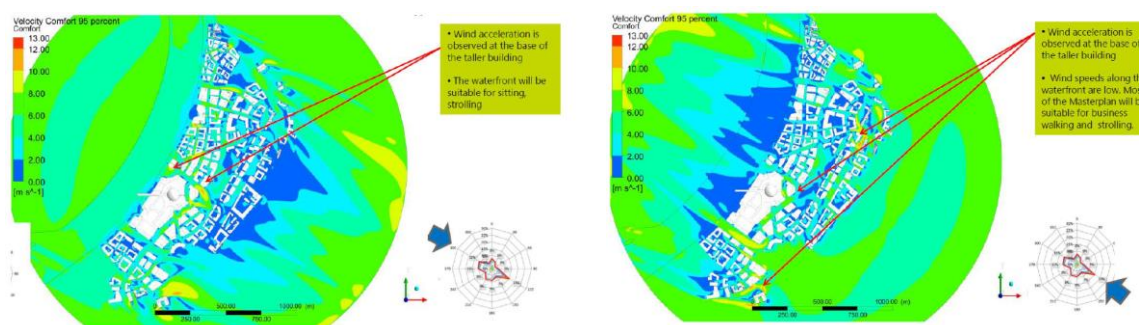 Velocity Comfort 95 percent
Comfort
13.00
12.00
10.00
8.00
6.00
4.00
2.00
0.00
[m s^-1]
• Wind acceleration is
observed at the base of
the taller building
• The waterfront will be
suitable for sitting,
strolling
0
500.00
1000.00 (m)
250.00
750.00
Velocity Comfort 95 percent
Comfort
13.00
12.00
10.00
8.00
6.00
4.00
2.00
0.00
[m s^-1]
• Wind acceleration is
observed at the base of
the taller building
• Wind speeds along th
waterfront are low. Mos
of the Masterplan will b
suitable for business
walking and strolling.
0
500.00
1000.00 (m)
250.00
750.00